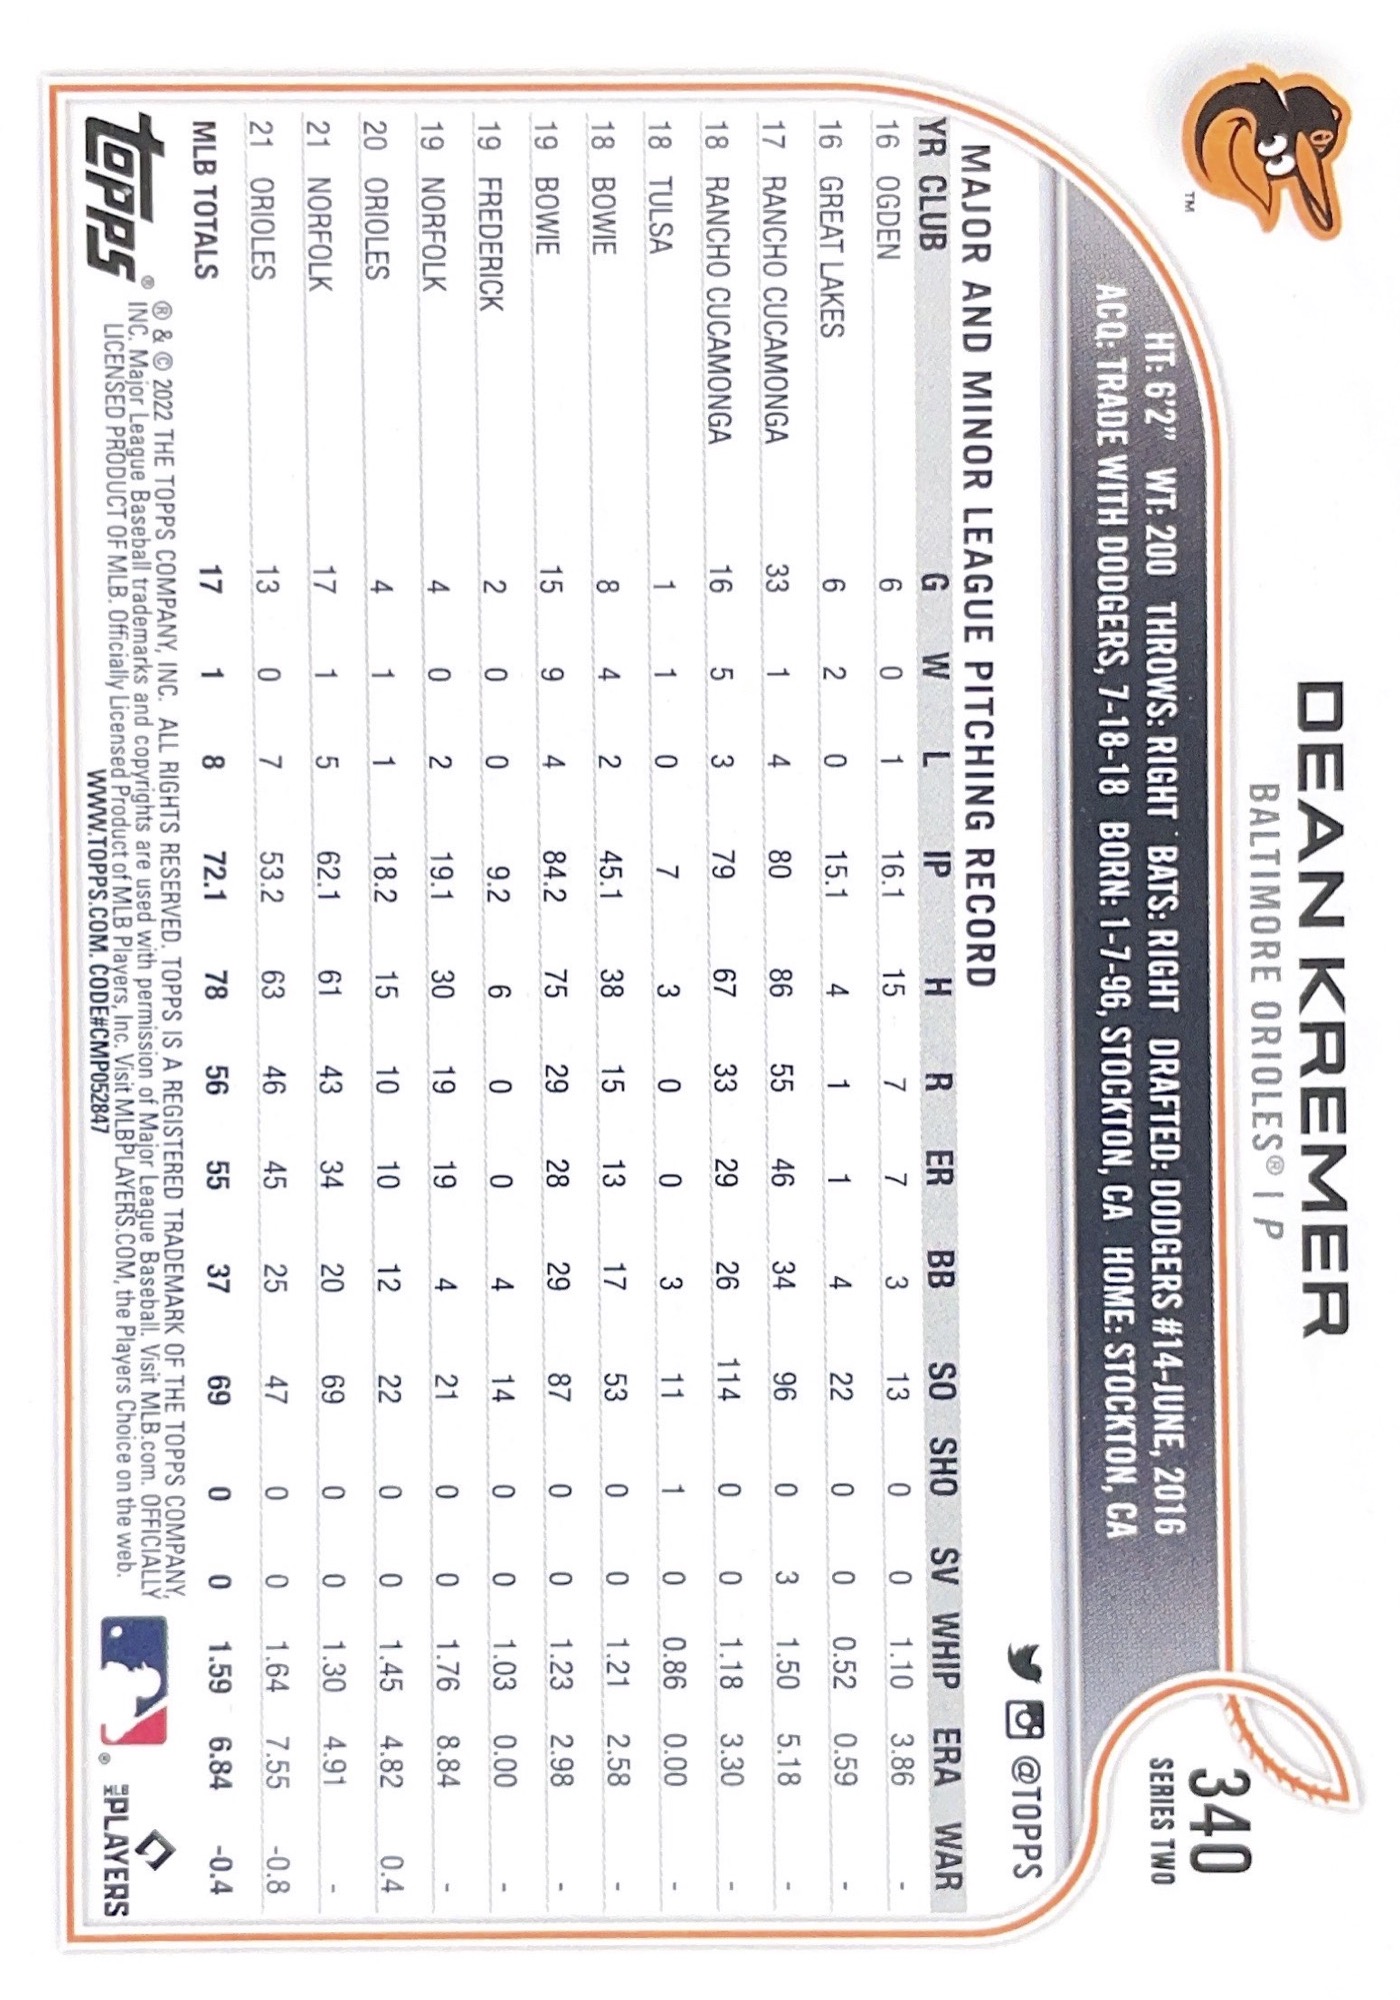 340
SERIES TWO
DEAN KREMER
BALTIMORE ORIOLES® | P
TM
HT: 6'2" WT: 200 THROWS: RIGHT BATS: RIGHT DRAFTED: DODGERS #14-JUNE, 2016
ACQ: TRADE WITH DODGERS, 7-18-18 BORN: 1-7-96, STOCKTON, CA HOME: STOCKTON, CA
@TOPPS
MAJOR AND MINOR LEAGUE PITCHING RECORD
YR CLUB G W L IP H R ER BB SO SHO SV WHIP ERA WAR
16 OGDEN 6 0 1 16.1 15 7 7 3 13 0 0 1.10 3.86 -
16 GREAT LAKES 6 2 0 15.1 4 1 1 4 22 0 0 0.52 0.59 -
17 RANCHO CUCAMONGA 33 1 4 80 86 55 46 34 96 0 3 1.50 5.18 -
18 RANCHO CUCAMONGA 16 5 3 79 67 33 29 26 114 0 0 1.18 3.30 -
18 TULSA 1 1 0 7 3 0 0 3 11 1 0 0.86 0.00 -
18 BOWIE 8 4 2 45.1 38 15 13 17 53 0 0 1.21 2.58 -
19 BOWIE 15 9 4 84.2 75 29 28 29 87 0 0 1.23 2.98 -
19 FREDERICK 2 0 0 9.2 6 0 0 4 14 0 0 1.03 0.00 -
19 NORFOLK 4 0 2 19.1 30 19 19 4 21 0 0 1.76 8.84 -
20 ORIOLES 4 1 1 18.2 15 10 10 12 22 0 0 1.45 4.82 0.4
21 NORFOLK 17 1 5 62.1 61 43 34 20 69 0 0 1.30 4.91 -
21 ORIOLES 13 0 7 53.2 63 46 45 25 47 0 0 1.64 7.55 -0.8
MLB TOTALS 17 1 8 72.1 78 56 55 37 69 0 0 1.59 6.84 -0.4
topps®
® & © 2022 THE TOPPS COMPANY, INC. ALL RIGHTS RESERVED. TOPPS IS A REGISTERED TRADEMARK OF THE TOPPS COMPANY,
INC. Major League Baseball trademarks and copyrights are used with permission of Major League Baseball. Visit MLB.com. OFFICIALLY
LICENSED PRODUCT OF MLB. Officially Licensed Product of MLB Players, Inc. Visit MLBPLAYERS.COM, the Players Choice on the web.
WWW.TOPPS.COM. CODE#CMP052847
®
MLB PLAYERS